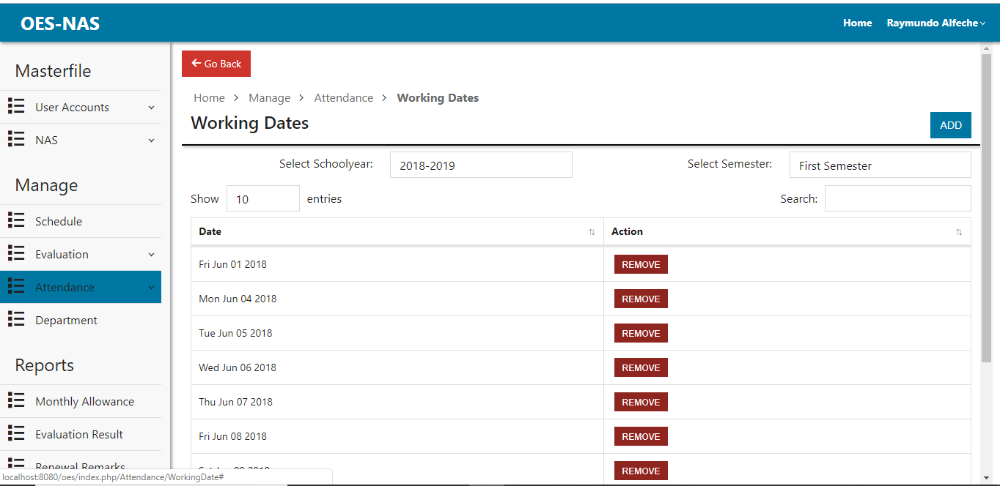 OES-NAS
Home Raymundo Alfeche
Masterfile
User Accounts
NAS
Manage
Schedule
Evaluation
Attendance
Department
Reports
Monthly Allowance
Evaluation Result
Renewal Remarks
localhost:8080/oes/index.php/Attendance/WorkingDate#
Go Back
Home > Manage > Attendance > Working Dates
Working Dates
ADD
Select Schoolyear: 2018-2019 Select Semester: First Semester
Show 10 entries Search:
Date Action
Fri Jun 01 2018 REMOVE
Mon Jun 04 2018 REMOVE
Tue Jun 05 2018 REMOVE
Wed Jun 06 2018 REMOVE
Thu Jun 07 2018 REMOVE
Fri Jun 08 2018 REMOVE
Sat Jun 09 2018 REMOVE